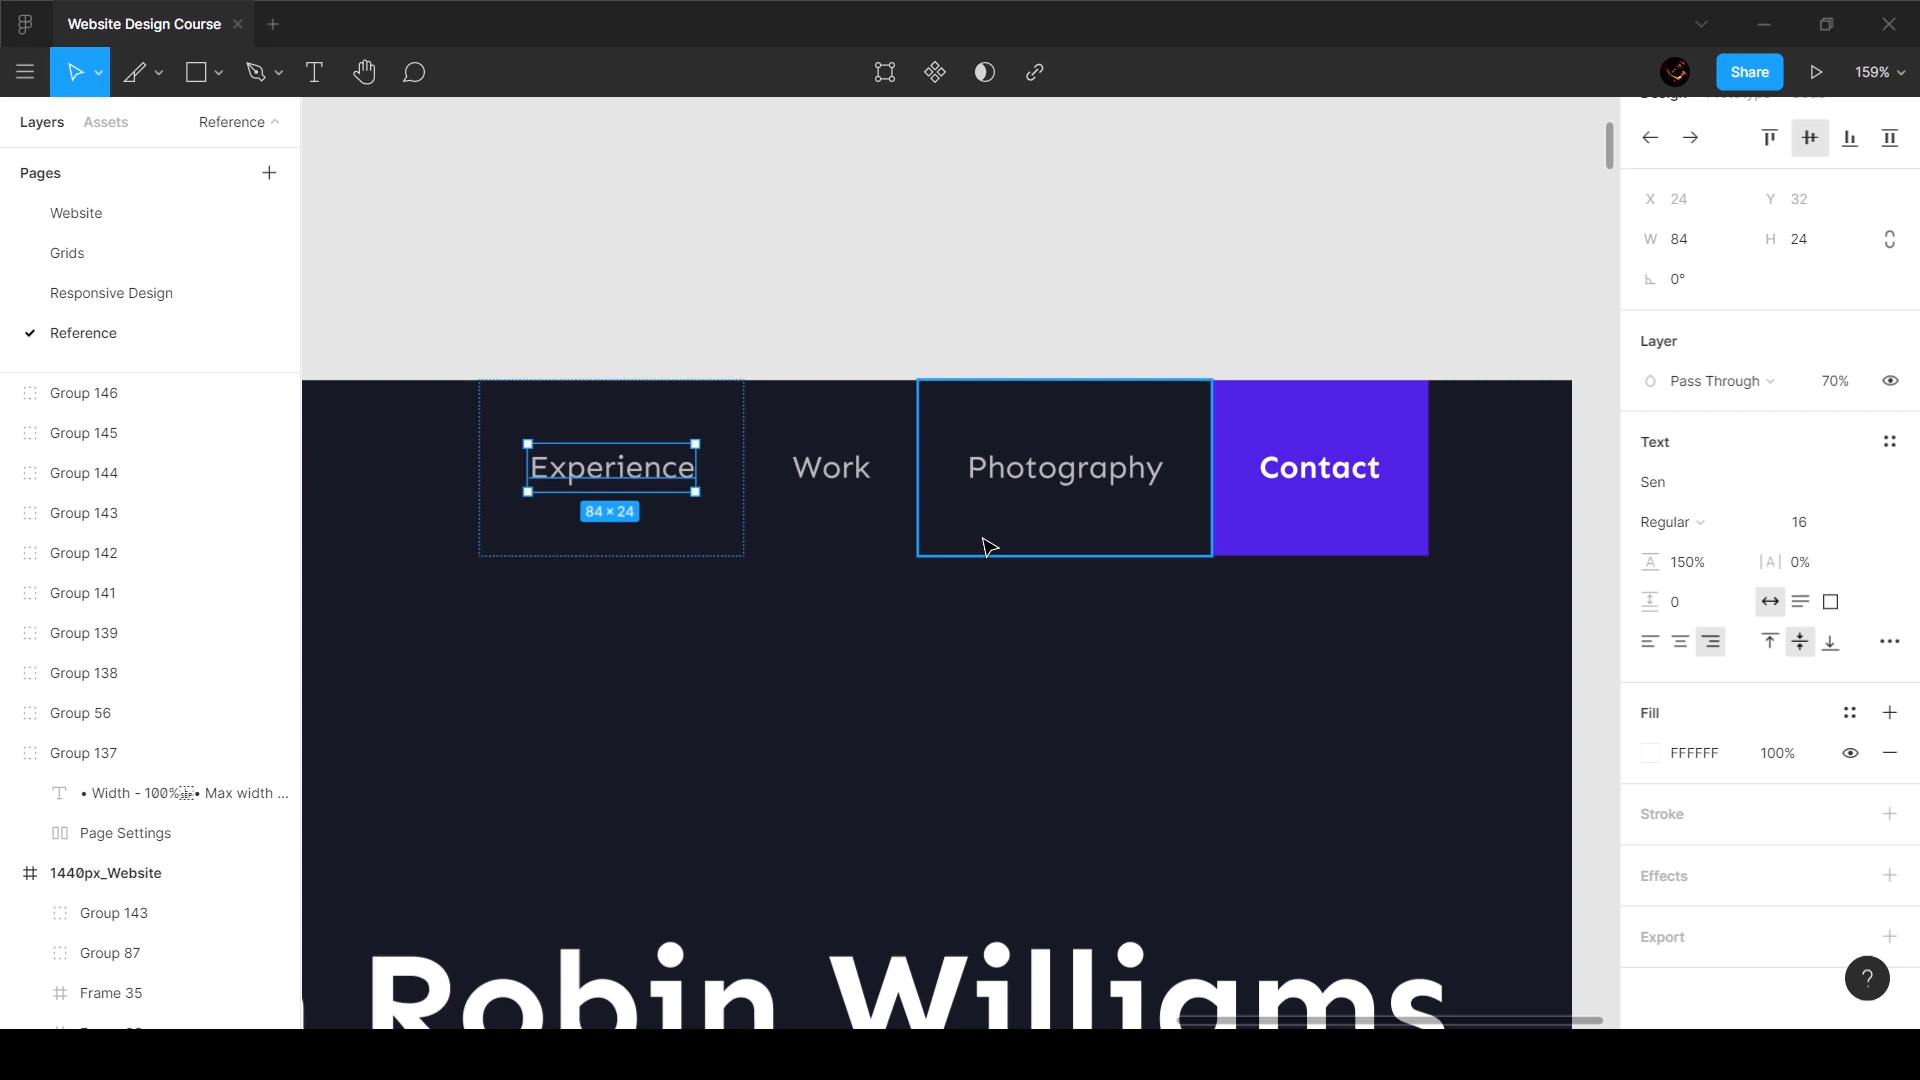 Website Design Course
Share
159%
Layers
Assets
Reference
Pages
Website
Grids
Responsive Design
Reference
Group 146
Group 145
Group 144
Group 143
Group 142
Group 141
Group 139
Group 138
Group 56
Group 137
• Width - 100%• Max width ...
Page Settings
1440px_Website
Group 143
Group 87
Frame 35
Experience
Work
Photography
Contact
84 × 24
Robin Williams
X 24
Y 32
W 84
H 24
0°
Layer
Pass Through
70%
Text
Sen
Regular
16
150%
0%
0
Fill
FFFFFF
100%
Stroke
Effects
Export
?